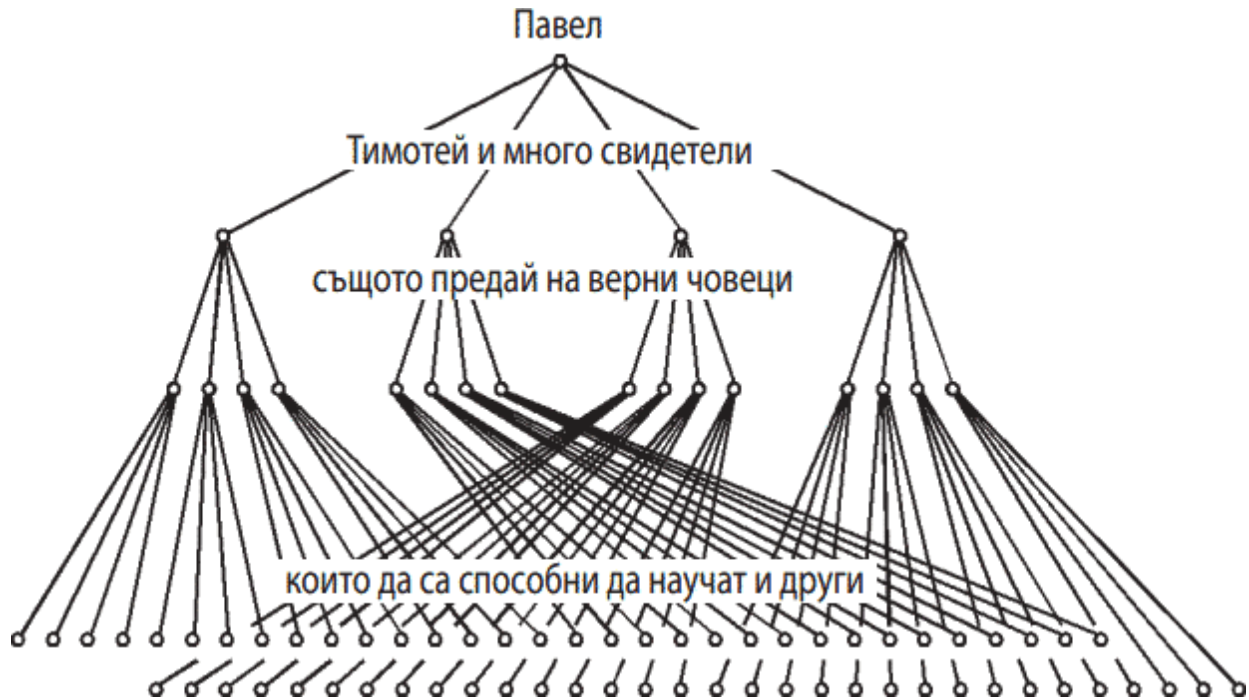 Павел
Тимотей и много свидетели
същото предай на верни човеци
които да са способни да научат и други